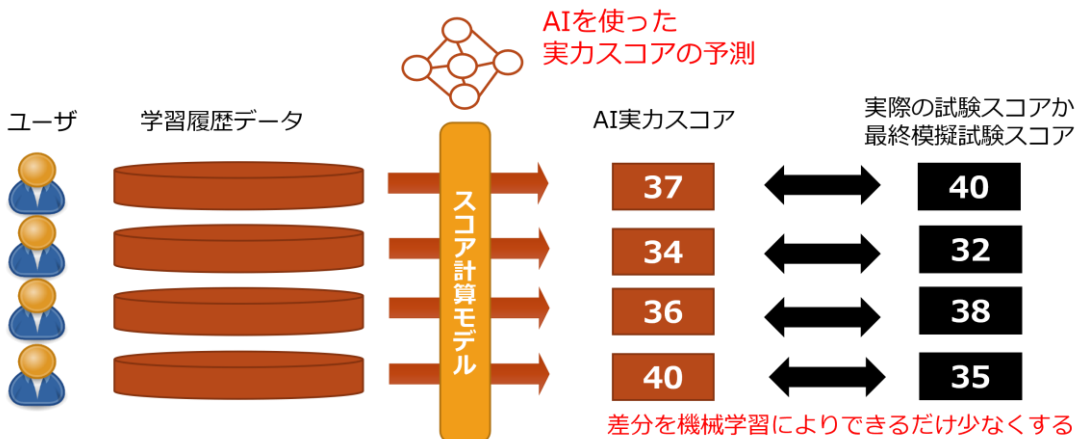 AIを使った
実力スコアの予測
ユーザ
学習履歴データ
AI実力スコア
実際の試験スコアか
最終模擬試験スコア
スコア計算モデル
37
40
34
32
36
38
40
35
差分を機械学習によりできるだけ少なくする